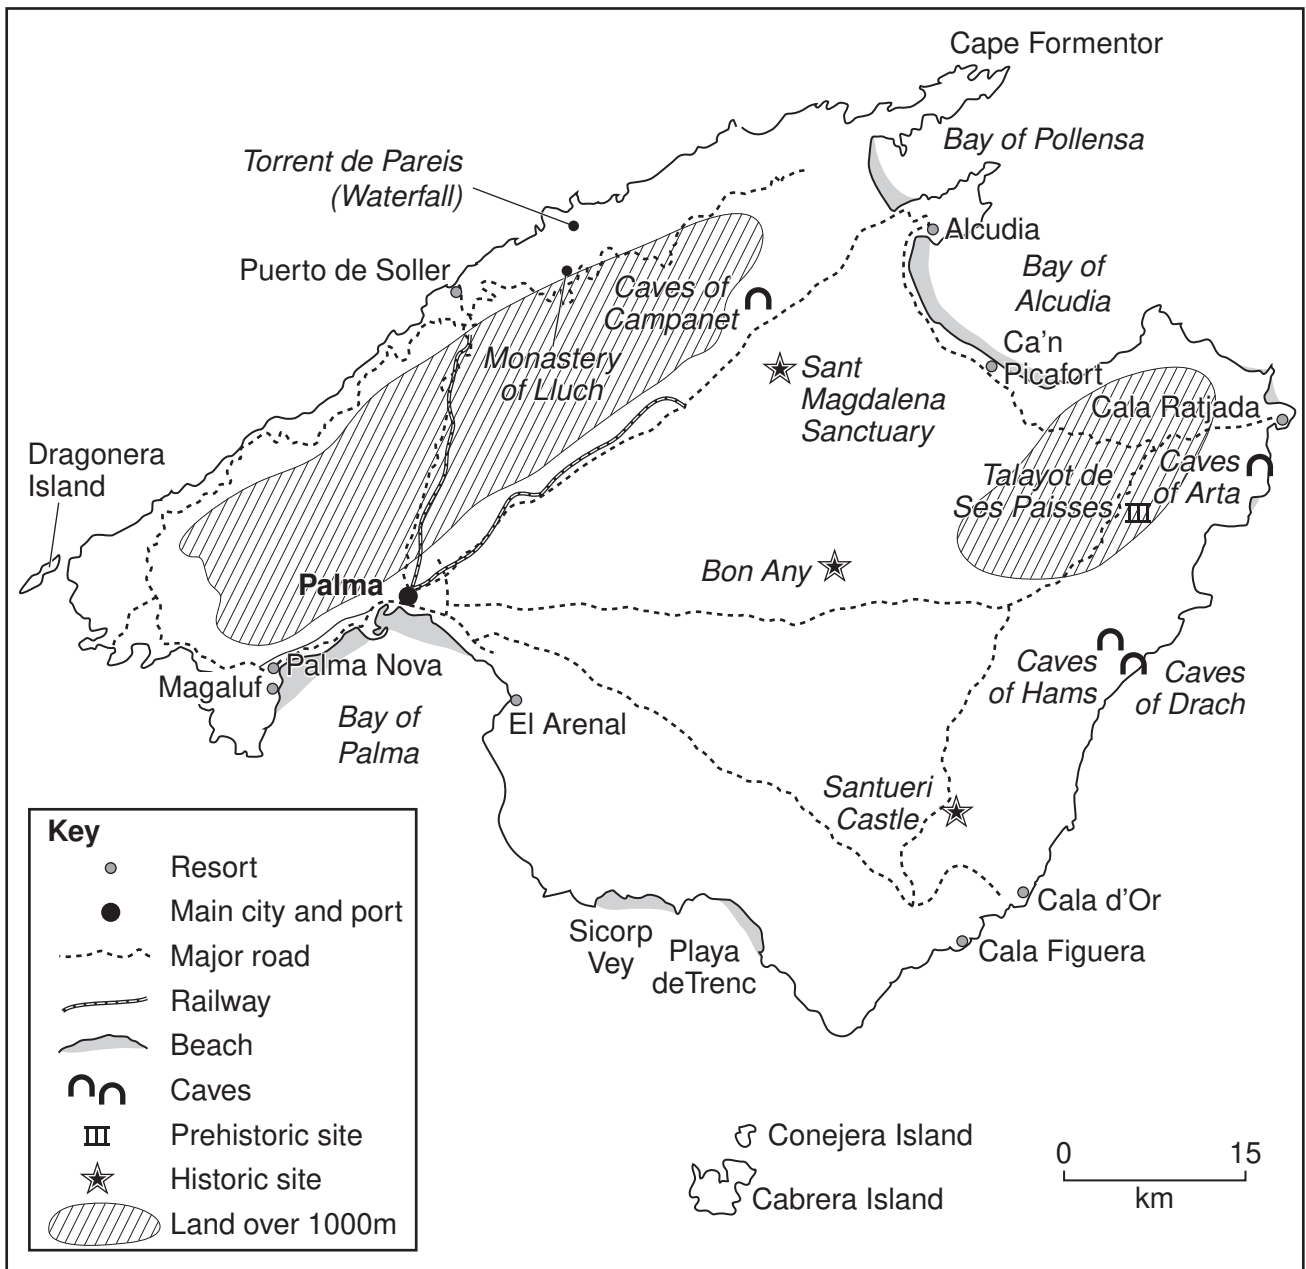 Cape Formentor
Bay of Pollensa
Torrent de Pareis
(Waterfall)
Alcudia
Puerto de Soller
Bay of
Alcudia
Caves of
Campanet
Ca'n
Picafort
Monastery
of Lluch
Sant
Magdalena
Sanctuary
Cala Ratjada
Dragonera
Island
Talayot de
Ses Paisses
Caves
of Arta
Bon Any
Palma
Palma Nova
Magaluf
Caves
of Hams
Caves
of Drach
Bay of
Palma
El Arenal
Santueri
Castle
Cala d'Or
Sicorp
Vey
Playa
deTrenc
Cala Figuera
Key
Resort
Main city and port
Major road
Railway
Beach
Caves
Prehistoric site
Historic site
Land over 1000m
Conejera Island
Cabrera Island
0 15
km